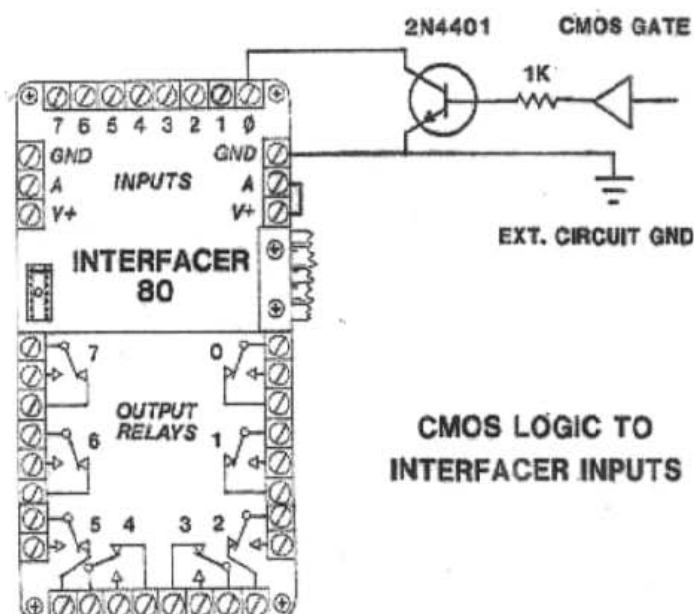 2N4401 CMOS GATE
1K
7 6 5 4 3 2 1 0
GND GND
A INPUTS A
V+ V+
EXT. CIRCUIT GND
INTERFACER
80
7 0
OUTPUT
RELAYS
6 1
CMOS LOGIC TO
INTERFACER INPUTS
5 4 3 2